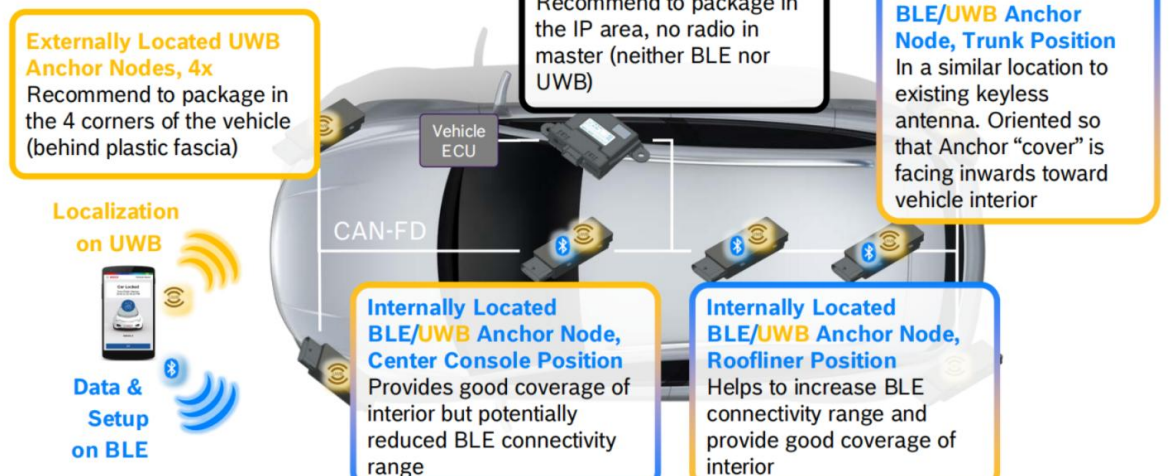 Externally Located UWB
Anchor Nodes, 4x
Recommend to package in
the 4 corners of the vehicle
(behind plastic fascia)
Recommend to package in
the IP area, no radio in
master (neither BLE nor
UWB)
BLE/UWB Anchor
Node, Trunk Position
In a similar location to
existing keyless
antenna. Oriented so
that Anchor “cover” is
facing inwards toward
vehicle interior
Vehicle
ECU
CAN-FD
Localization
on UWB
Data &
Setup
on BLE
Internally Located
BLE/UWB Anchor Node,
Center Console Position
Provides good coverage of
interior but potentially
reduced BLE connectivity
range
Internally Located
BLE/UWB Anchor Node,
Roofliner Position
Helps to increase BLE
connectivity range and
provide good coverage of
interior